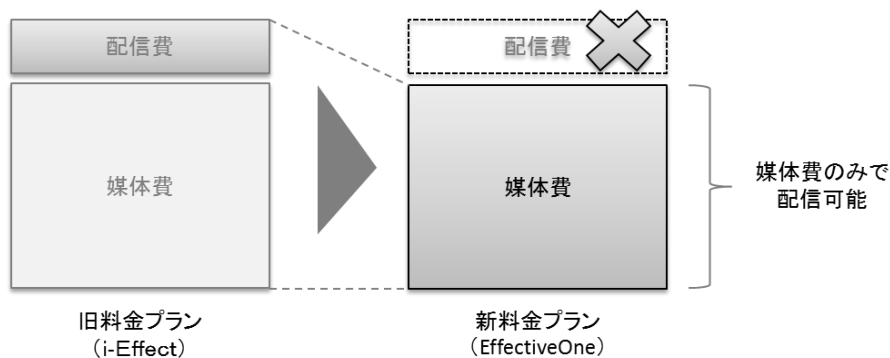 配信費
媒体費
旧料金プラン
（i-Effect）
配信費
媒体費
新料金プラン
（EffectiveOne）
媒体費のみで
配信可能